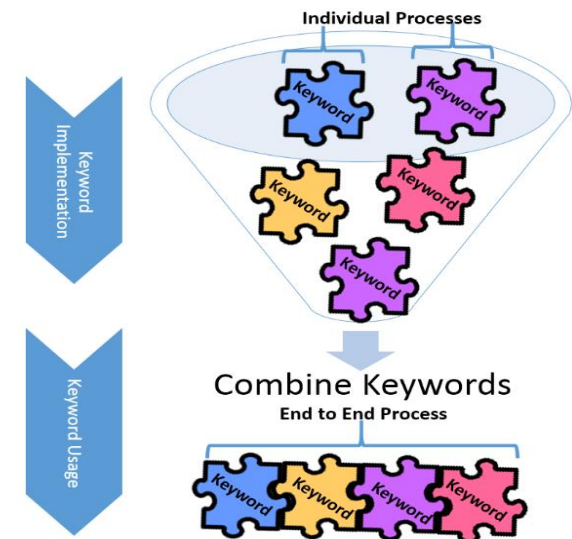 Individual Processes
Keyword
Keyword
Keyword
Implementation
Keyword
Keyword
Keyword
Combine Keywords
End to End Process
Keyword Usage
Keyword
Keyword
Keyword
Keyword